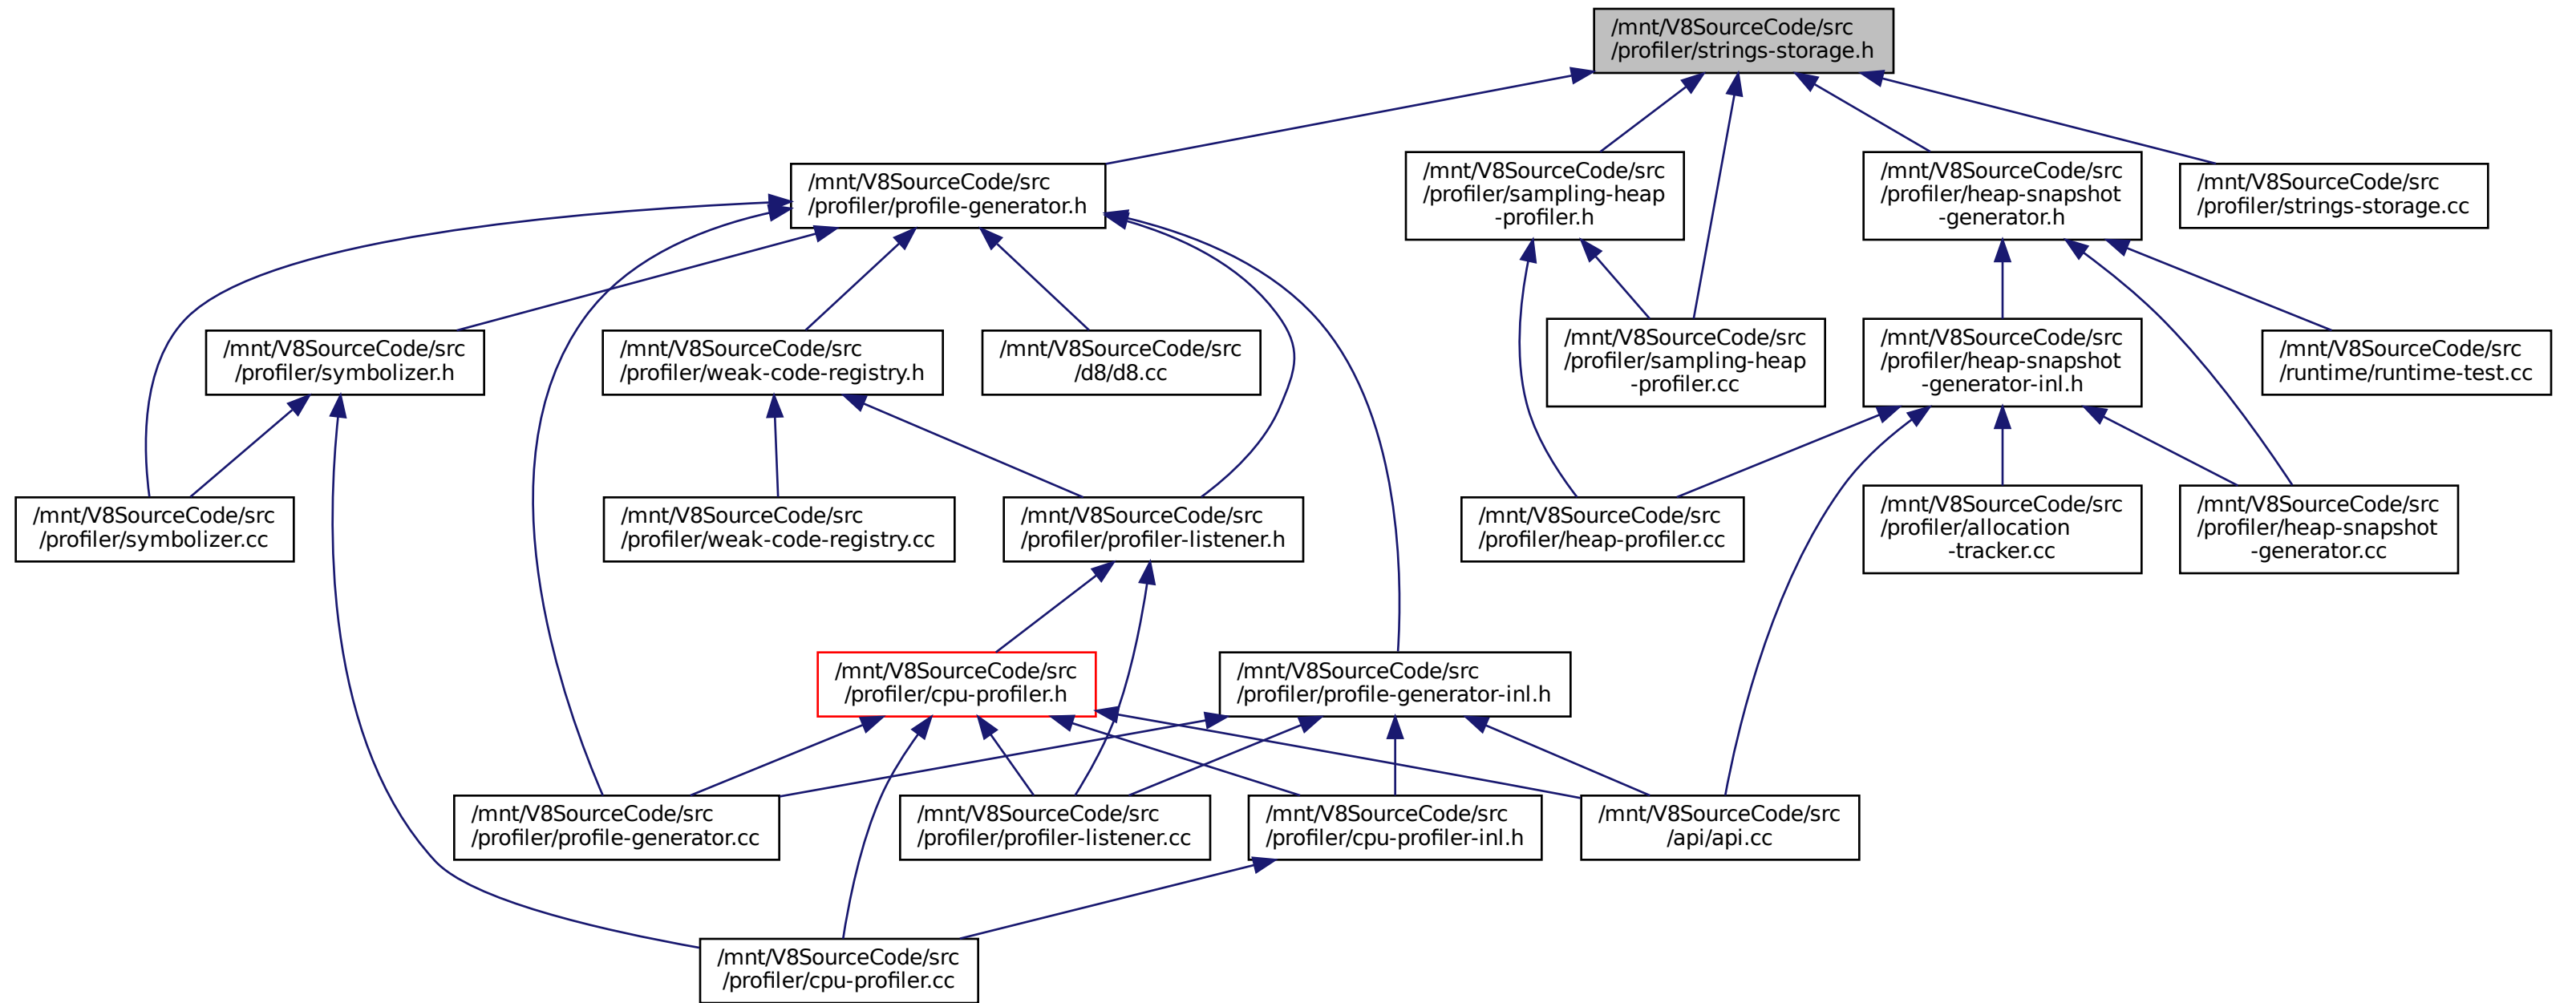 /mnt/V8SourceCode/src
/profiler/strings-storage.h
/mnt/V8SourceCode/src
/profiler/profile-generator.h
/mnt/V8SourceCode/src
/profiler/sampling-heap
-profiler.h
/mnt/V8SourceCode/src
/profiler/heap-snapshot
-generator.h
/mnt/V8SourceCode/src
/profiler/strings-storage.cc
/mnt/V8SourceCode/src
/profiler/symbolizer.h
/mnt/V8SourceCode/src
/profiler/weak-code-registry.h
/mnt/V8SourceCode/src
/d8/d8.cc
/mnt/V8SourceCode/src
/profiler/sampling-heap
-profiler.cc
/mnt/V8SourceCode/src
/profiler/heap-snapshot
-generator-inl.h
/mnt/V8SourceCode/src
/runtime/runtime-test.cc
/mnt/V8SourceCode/src
/profiler/symbolizer.cc
/mnt/V8SourceCode/src
/profiler/weak-code-registry.cc
/mnt/V8SourceCode/src
/profiler/profiler-listener.h
/mnt/V8SourceCode/src
/profiler/heap-profiler.cc
/mnt/V8SourceCode/src
/profiler/allocation
-tracker.cc
/mnt/V8SourceCode/src
/profiler/heap-snapshot
-generator.cc
/mnt/V8SourceCode/src
/profiler/cpu-profiler.h
/mnt/V8SourceCode/src
/profiler/profile-generator-inl.h
/mnt/V8SourceCode/src
/profiler/profile-generator.cc
/mnt/V8SourceCode/src
/profiler/profiler-listener.cc
/mnt/V8SourceCode/src
/profiler/cpu-profiler-inl.h
/mnt/V8SourceCode/src
/api/api.cc
/mnt/V8SourceCode/src
/profiler/cpu-profiler.cc